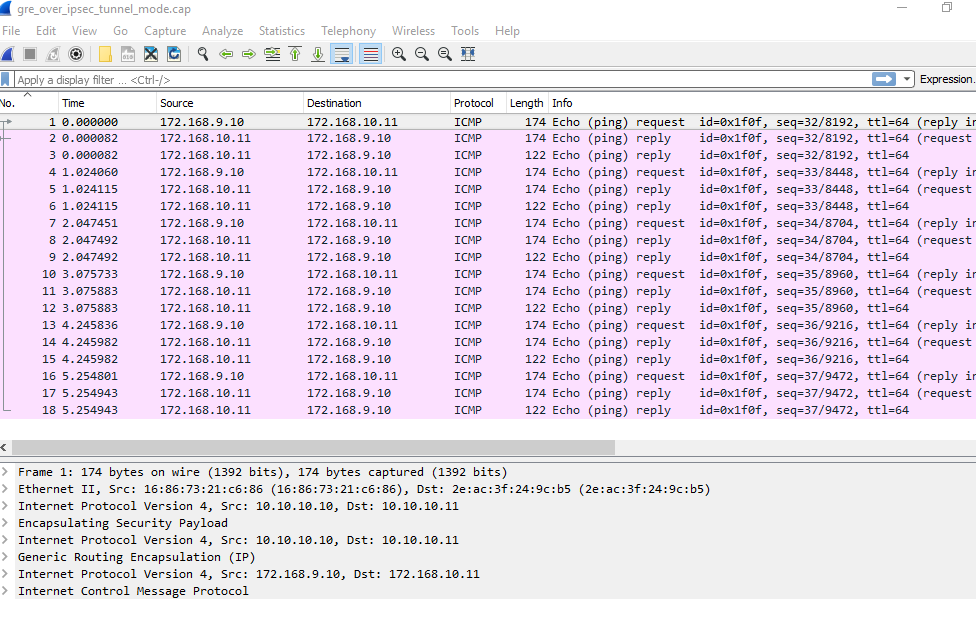 gre_over_ipsec_tunnel_mode.cap
File Edit View Go Capture Analyze Statistics Telephony Wireless Tools Help
Apply a display filter ... <Ctrl-/> Expression...
No. Time Source Destination Protocol Length Info
1 0.000000 172.168.9.10 172.168.10.11 ICMP 174 Echo (ping) request id=0x1f0f, seq=32/8192, ttl=64 (reply in
2 0.000082 172.168.10.11 172.168.9.10 ICMP 174 Echo (ping) reply id=0x1f0f, seq=32/8192, ttl=64 (request
3 0.000082 172.168.10.11 172.168.9.10 ICMP 122 Echo (ping) reply id=0x1f0f, seq=32/8192, ttl=64
4 1.024060 172.168.9.10 172.168.10.11 ICMP 174 Echo (ping) request id=0x1f0f, seq=33/8448, ttl=64 (reply in
5 1.024115 172.168.10.11 172.168.9.10 ICMP 174 Echo (ping) reply id=0x1f0f, seq=33/8448, ttl=64 (request
6 1.024115 172.168.10.11 172.168.9.10 ICMP 122 Echo (ping) reply id=0x1f0f, seq=33/8448, ttl=64
7 2.047451 172.168.9.10 172.168.10.11 ICMP 174 Echo (ping) request id=0x1f0f, seq=34/8704, ttl=64 (reply in
8 2.047492 172.168.10.11 172.168.9.10 ICMP 174 Echo (ping) reply id=0x1f0f, seq=34/8704, ttl=64 (request
9 2.047492 172.168.10.11 172.168.9.10 ICMP 122 Echo (ping) reply id=0x1f0f, seq=34/8704, ttl=64
10 3.075733 172.168.9.10 172.168.10.11 ICMP 174 Echo (ping) request id=0x1f0f, seq=35/8960, ttl=64 (reply in
11 3.075883 172.168.10.11 172.168.9.10 ICMP 174 Echo (ping) reply id=0x1f0f, seq=35/8960, ttl=64 (request
12 3.075883 172.168.10.11 172.168.9.10 ICMP 122 Echo (ping) reply id=0x1f0f, seq=35/8960, ttl=64
13 4.245836 172.168.9.10 172.168.10.11 ICMP 174 Echo (ping) request id=0x1f0f, seq=36/9216, ttl=64 (reply in
14 4.245982 172.168.10.11 172.168.9.10 ICMP 174 Echo (ping) reply id=0x1f0f, seq=36/9216, ttl=64 (request
15 4.245982 172.168.10.11 172.168.9.10 ICMP 122 Echo (ping) reply id=0x1f0f, seq=36/9216, ttl=64
16 5.254801 172.168.9.10 172.168.10.11 ICMP 174 Echo (ping) request id=0x1f0f, seq=37/9472, ttl=64 (reply in
17 5.254943 172.168.10.11 172.168.9.10 ICMP 174 Echo (ping) reply id=0x1f0f, seq=37/9472, ttl=64 (request
18 5.254943 172.168.10.11 172.168.9.10 ICMP 122 Echo (ping) reply id=0x1f0f, seq=37/9472, ttl=64
Frame 1: 174 bytes on wire (1392 bits), 174 bytes captured (1392 bits)
Ethernet II, Src: 16:86:73:21:c6:86 (16:86:73:21:c6:86), Dst: 2e:ac:3f:24:9c:b5 (2e:ac:3f:24:9c:b5)
Internet Protocol Version 4, Src: 10.10.10.10, Dst: 10.10.10.11
Encapsulating Security Payload
Internet Protocol Version 4, Src: 10.10.10.10, Dst: 10.10.10.11
Generic Routing Encapsulation (IP)
Internet Protocol Version 4, Src: 172.168.9.10, Dst: 172.168.10.11
Internet Control Message Protocol